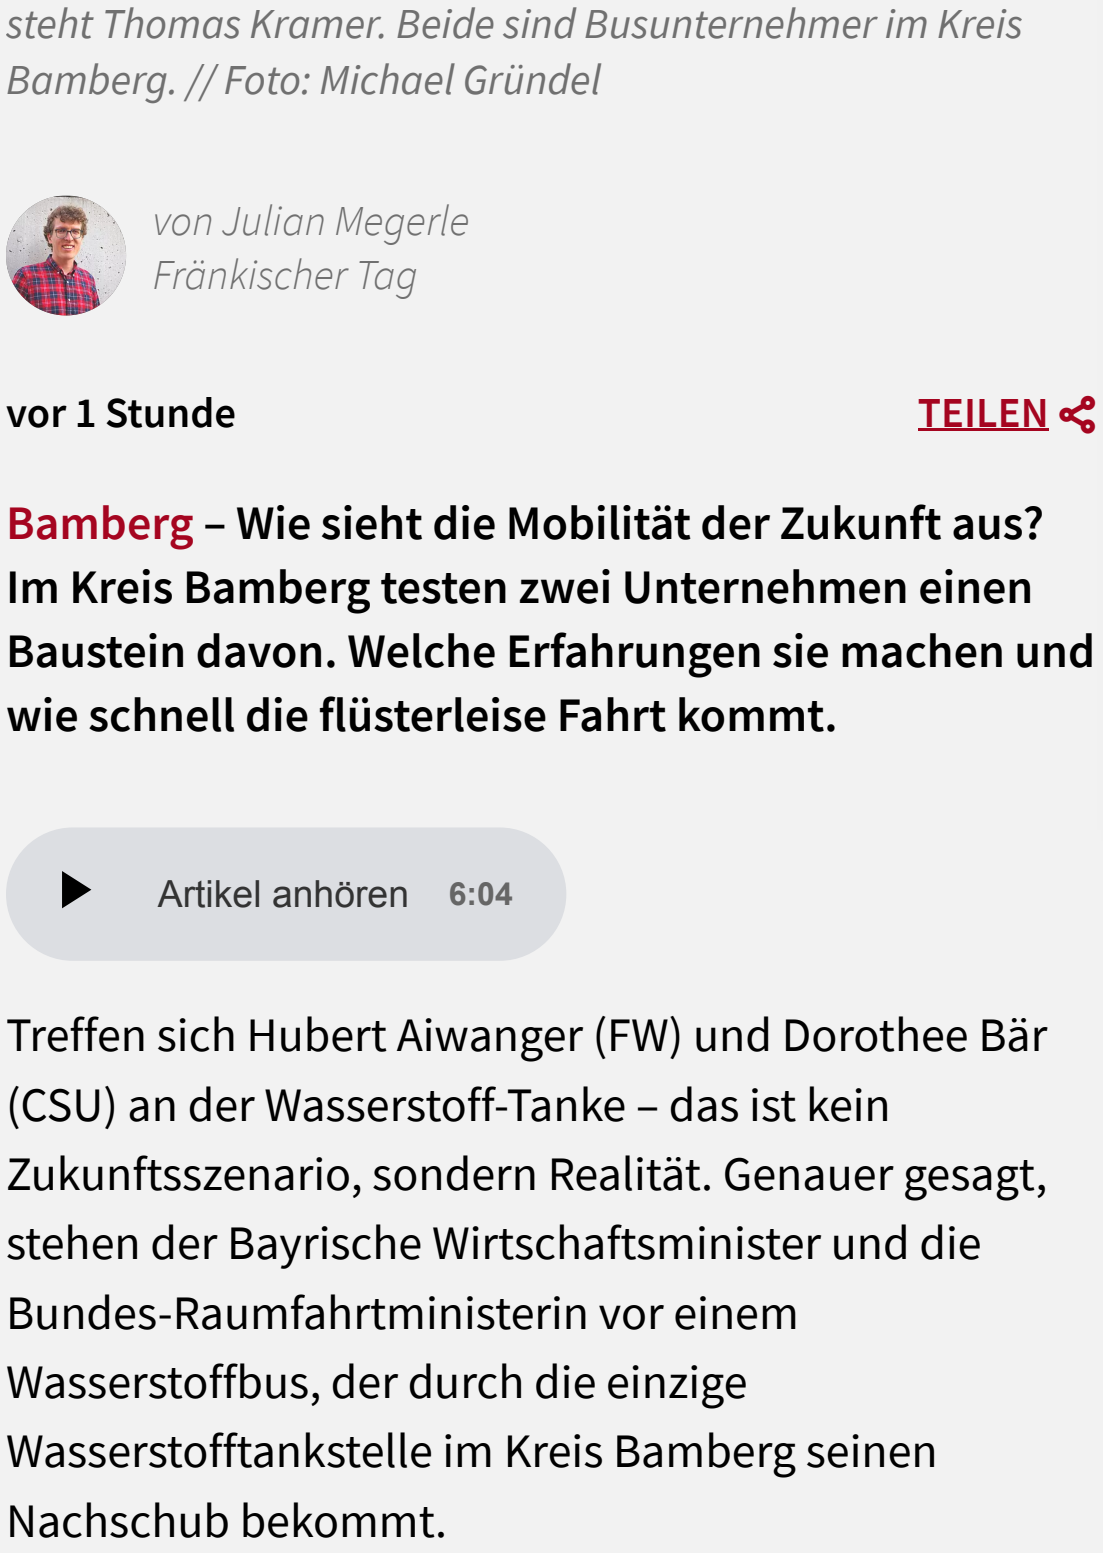 steht Thomas Kramer. Beide sind Busunternehmer im Kreis
Bamberg. // Foto: Michael Gründel
von Julian Megerle
Fränkischer Tag
vor 1 Stunde
TEILEN
Bamberg – Wie sieht die Mobilität der Zukunft aus?
Im Kreis Bamberg testen zwei Unternehmen einen
Baustein davon. Welche Erfahrungen sie machen und
wie schnell die flüsterleise Fahrt kommt.
Artikel anhören 6:04
Treffen sich Hubert Aiwanger (FW) und Dorothee Bär
(CSU) an der Wasserstoff-Tanke – das ist kein
Zukunftsszenario, sondern Realität. Genauer gesagt,
stehen der Bayrische Wirtschaftsminister und die
Bundes-Raumfahrtministerin vor einem
Wasserstoffbus, der durch die einzige
Wasserstofftankstelle im Kreis Bamberg seinen
Nachschub bekommt.